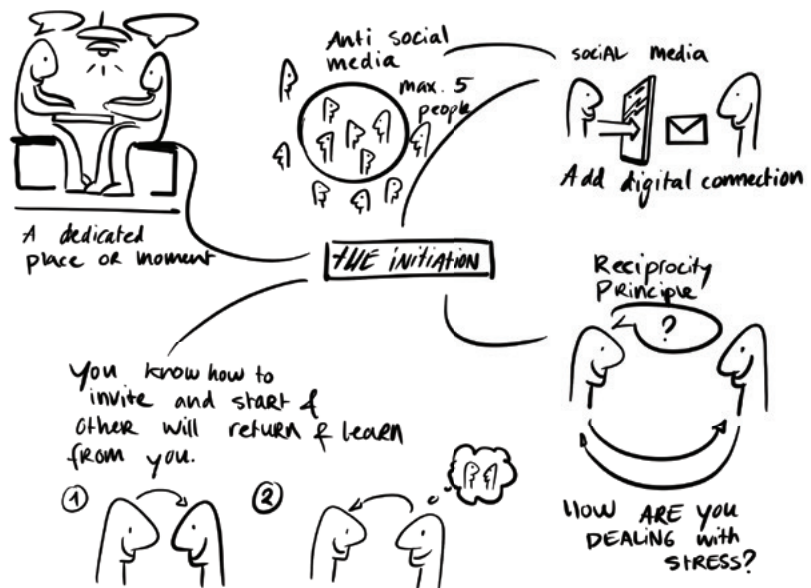 Anti social
media
max. 5
people
sociAL media
Add digital connection
A dedicated
place or moment
THE initiATION
Reciprocity
Principle
?
You know how to
invite and start &
other will return & learn
from you.
1
2
How ARE you
DEALing with
stRESS?